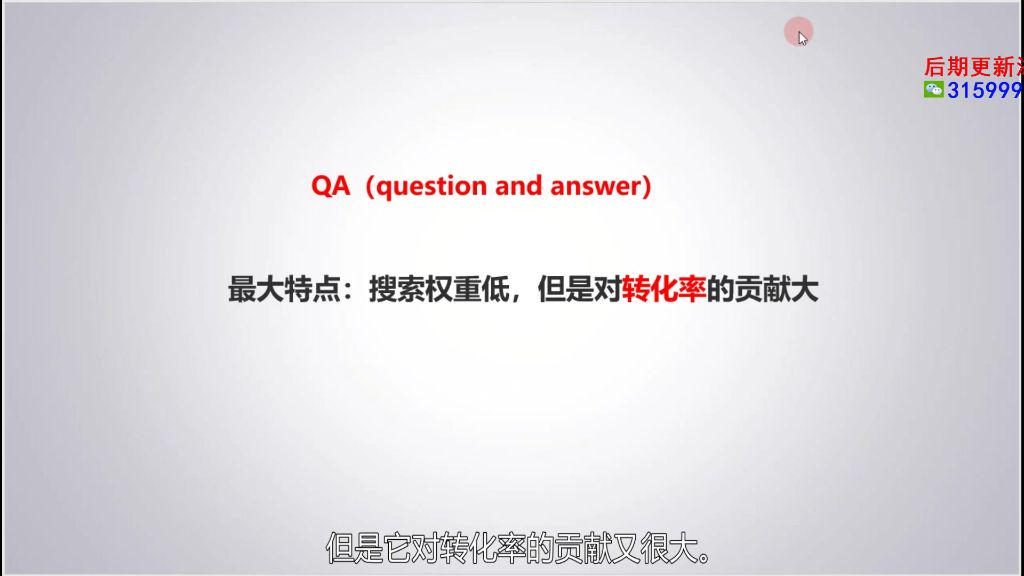 后期更新
315999
QA（question and answer）
最大特点：搜索权重低，但是对转化率的贡献大
但是它对转化率的贡献又很大。